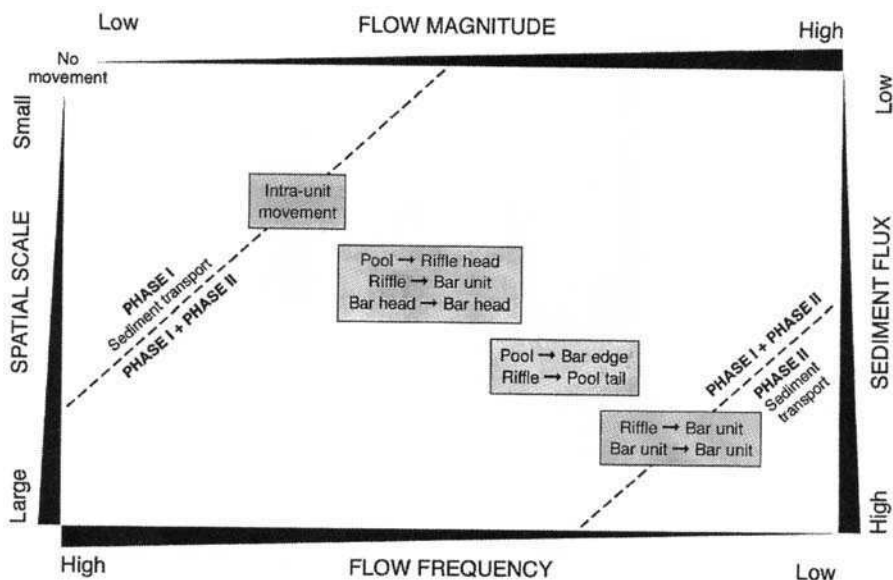 Low
FLOW MAGNITUDE
High
No
movement
Small
SPATIAL SCALE
Large
Low
SEDIMENT FLUX
High
Intra-unit
movement
Pool → Riffle head
Riffle → Bar unit
Bar head → Bar head
PHASE I
Sediment transport
PHASE I + PHASE II
Pool → Bar edge
Riffle → Pool tail
PHASE I + PHASE II
PHASE II
Sediment
transport
Riffle → Bar unit
Bar unit → Bar unit
High
FLOW FREQUENCY
Low